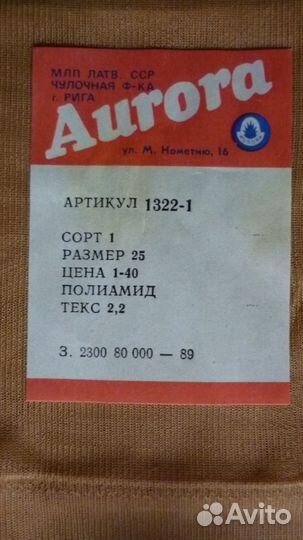 МЛП ЛАТВ. ССР
ЧУЛОЧНАЯ Ф-КА
г. РИГА
Aurora
ул. М. Нометню, 16
АРТИКУЛ 1322-1
СОРТ 1
РАЗМЕР 25
ЦЕНА 1-40
ПОЛИАМИД
ТЕКС 2,2
З. 2300 80 000 — 89
Avito